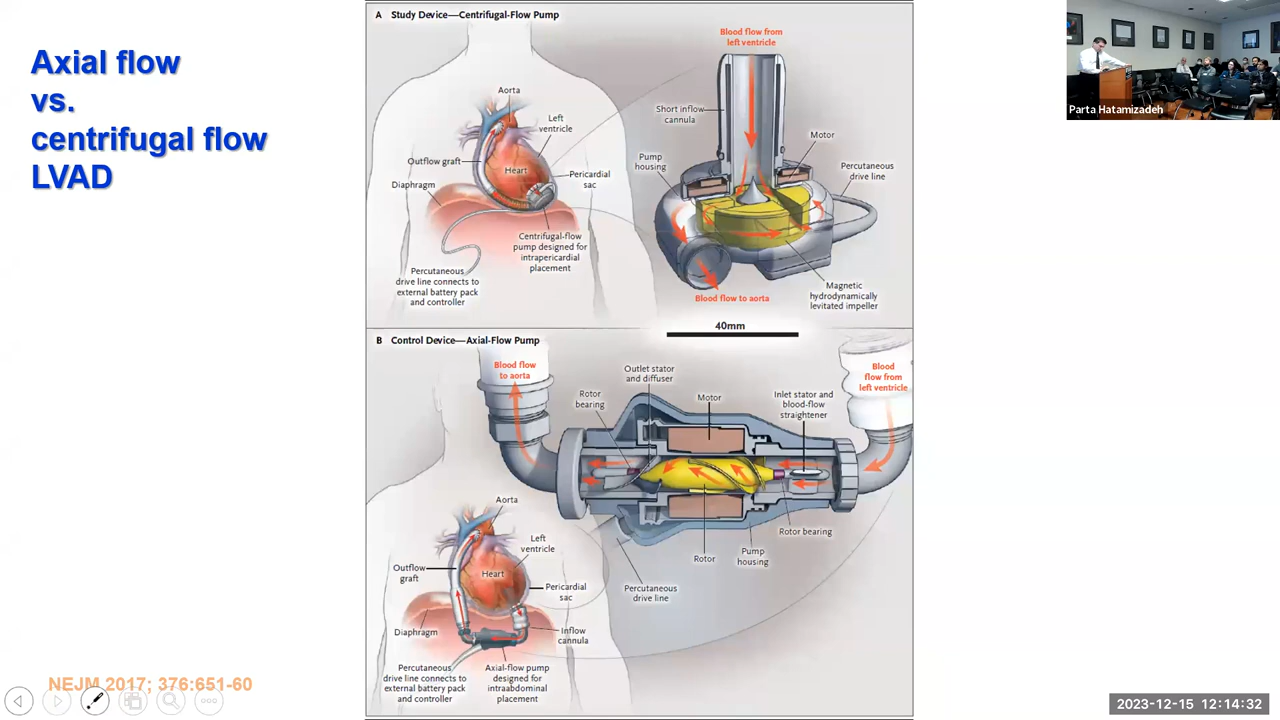 Axial flow
vs.
centrifugal flow
LVAD
A Study Device—Centrifugal-Flow Pump
Blood flow from
left ventricle
Aorta
Left
ventricle
Short inflow
cannula
Motor
Outflow graft
Heart
Pump
housing
Percutaneous
drive line
Diaphragm
Pericardial
sac
Centrifugal-flow
pump designed for
intrapericardial
placement
Percutaneous
drive line connects to
external battery pack
and controller
Blood flow to aorta
Magnetic
hydrodynamically
levitated impeller
40mm
B Control Device—Axial-Flow Pump
Blood flow
to aorta
Outlet stator
and diffuser
Blood
flow from
left ventricle
Rotor
bearing
Motor
Inlet stator and
blood-flow
straightener
Aorta
Rotor bearing
Left
ventricle
Rotor
Pump
housing
Outflow
graft
Heart
Pericardial
sac
Percutaneous
drive line
Diaphragm
Inflow
cannula
Percutaneous
drive line connects to
external battery pack
and controller
Axial-flow pump
designed for
intraabdominal
placement
NEJM 2017; 376:651-60
Parta Hatamizadeh
2023-12-15 12:14:32